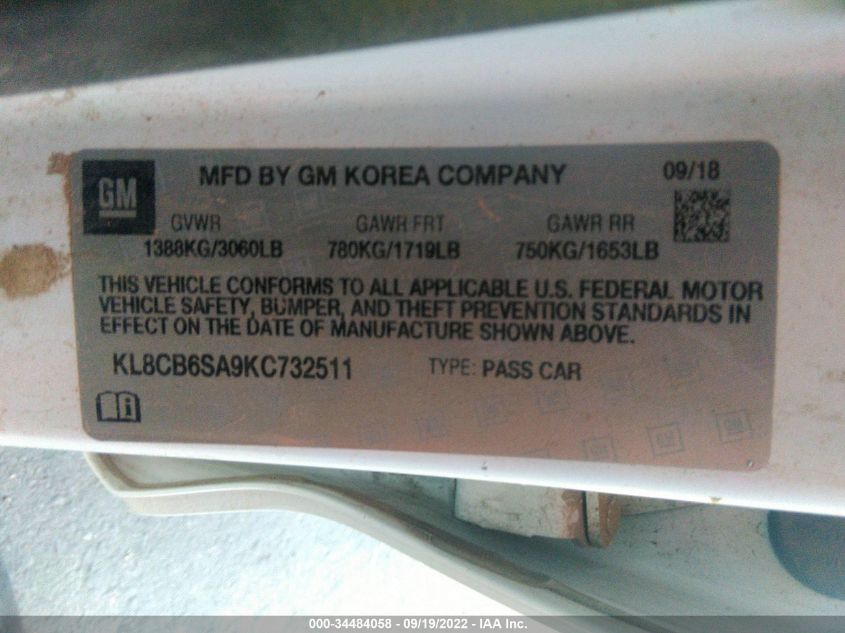 GM
MFD BY GM KOREA COMPANY 09/18
GVWR GAWR FRT GAWR RR
1388KG/3060LB 780KG/1719LB 750KG/1653LB
THIS VEHICLE CONFORMS TO ALL APPLICABLE U.S. FEDERAL MOTOR
VEHICLE SAFETY, BUMPER, AND THEFT PREVENTION STANDARDS IN
EFFECT ON THE DATE OF MANUFACTURE SHOWN ABOVE.
KL8CB6SA9KC732511 TYPE: PASS CAR
000-34484058 - 09/19/2022 - IAA Inc.